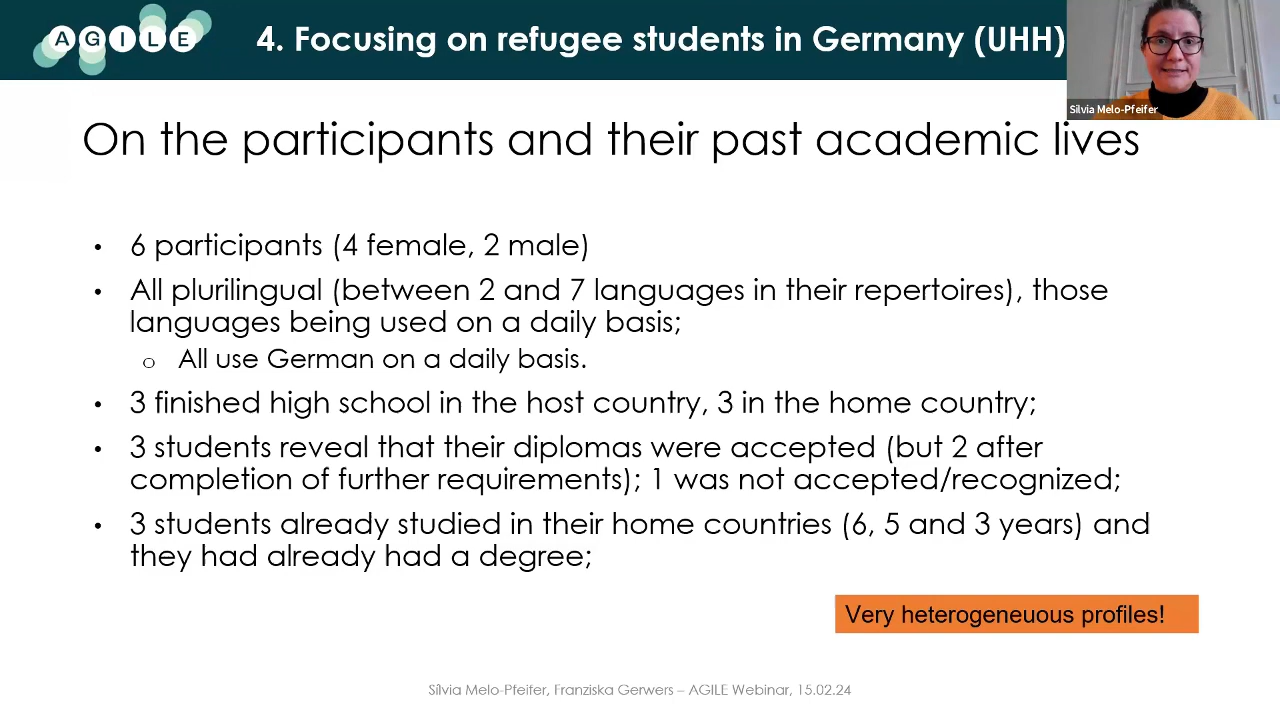 AGILE
4. Focusing on refugee students in Germany (UHH)
Silvia Melo-Pfeifer
On the participants and their past academic lives
• 6 participants (4 female, 2 male)
• All plurilingual (between 2 and 7 languages in their repertoires), those
languages being used on a daily basis;
o All use German on a daily basis.
• 3 finished high school in the host country, 3 in the home country;
• 3 students reveal that their diplomas were accepted (but 2 after
completion of further requirements); 1 was not accepted/recognized;
• 3 students already studied in their home countries (6, 5 and 3 years) and
they had already had a degree;
Very heterogeneuous profiles!
Sílvia Melo-Pfeifer, Franziska Gerwers – AGILE Webinar, 15.02.24